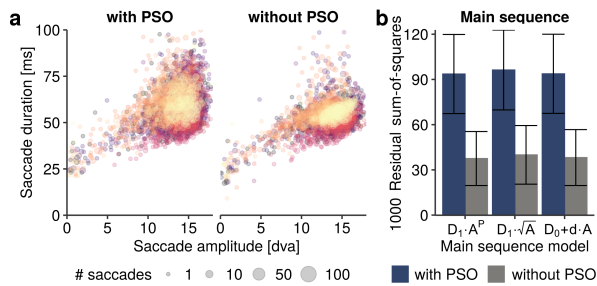 a
with PSO
without PSO
Saccade duration [ms]
100
75
50
25
0
0
5
10
15
0
5
10
15
Saccade amplitude [dva]
# saccades
1
10
50
100
b
Main sequence
1000 Residual sum-of-squares
120
90
60
30
0
D₁·Aᴾ
D₁·√A
D₀+d·A
Main sequence model
with PSO
without PSO